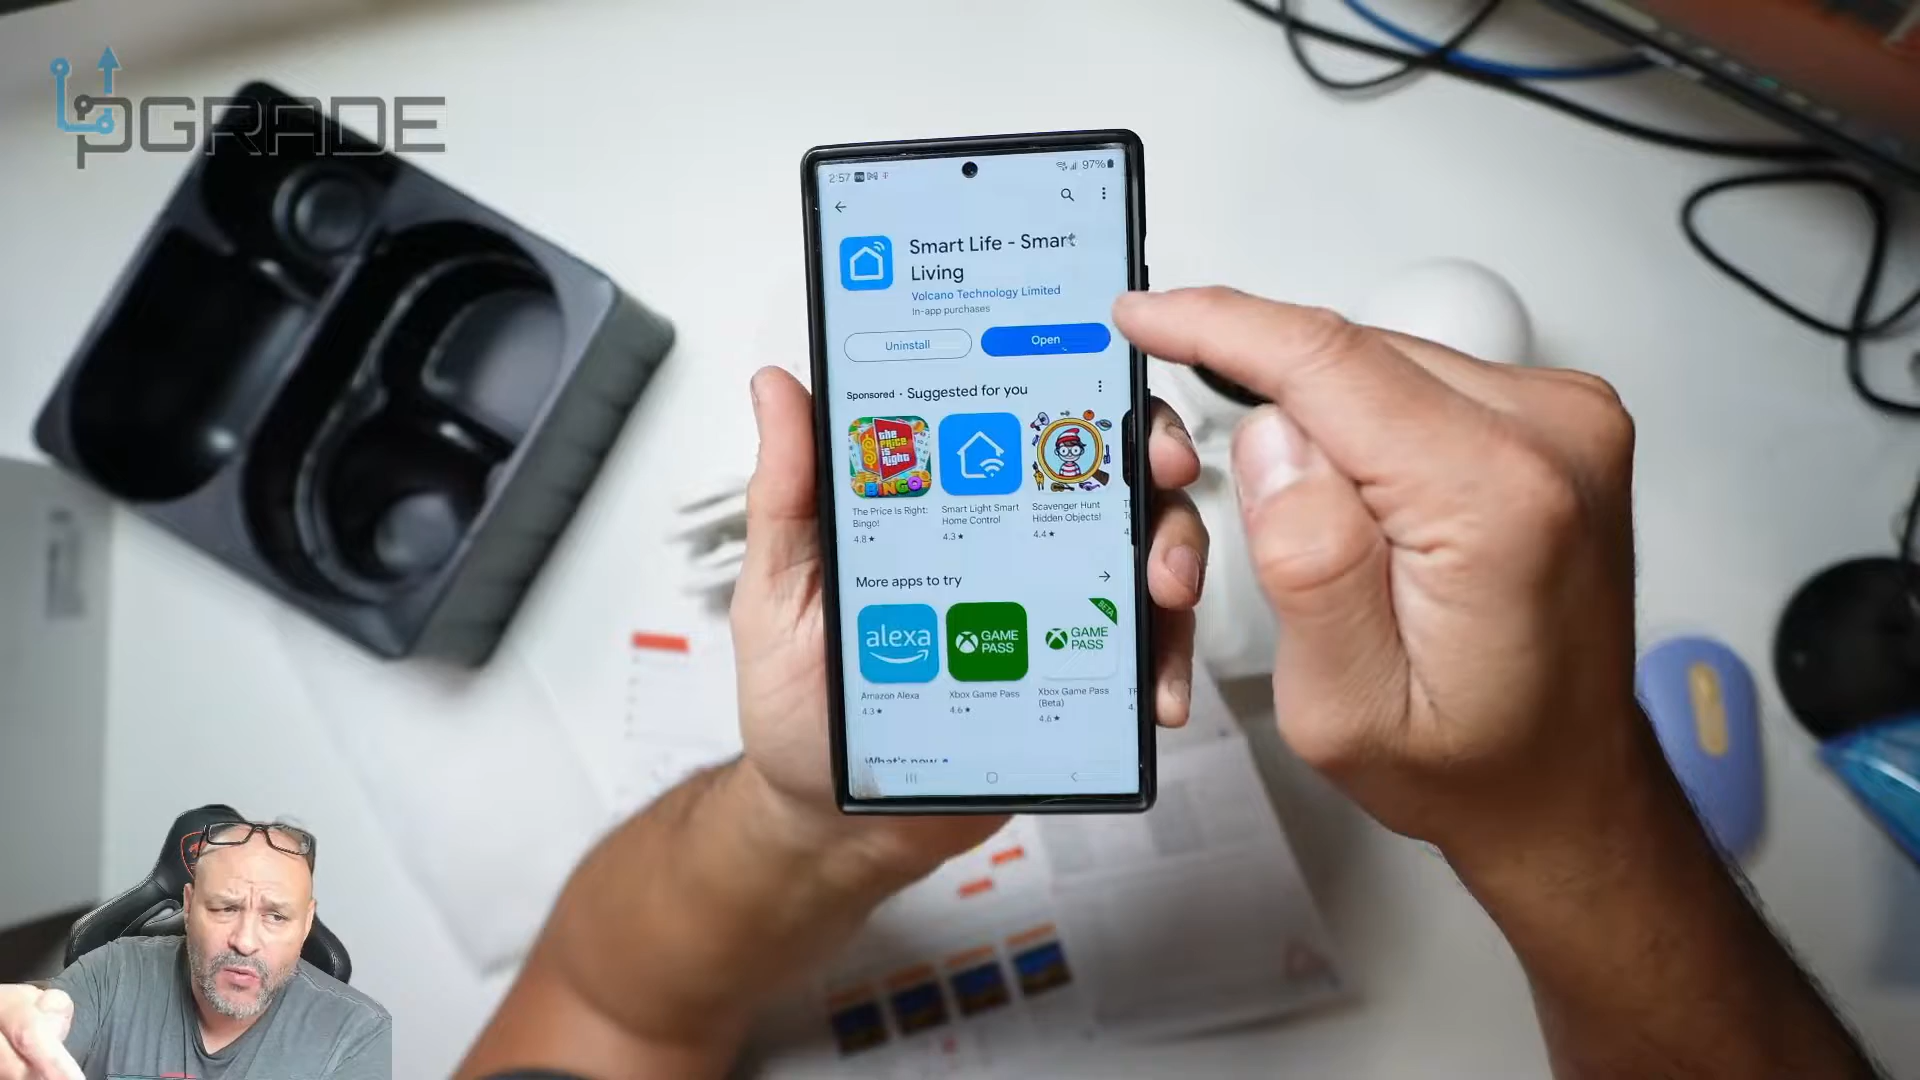 UPGRADE
2:57
97%
Smart Life - Smart
Living
Volcano Technology Limited
In-app purchases
Uninstall
Open
Sponsored · Suggested for you
the
PRICE
is
Right
BINGO
The Price Is Right:
Bingo!
4.8★
Smart Light Smart
Home Control
4.3★
Scavenger Hunt
Hidden Objects!
4.4★
More apps to try
alexa
Amazon Alexa
4.3★
GAME
PASS
Xbox Game Pass
4.6★
BETA
GAME
PASS
Xbox Game Pass
(Beta)
4.6★
What's new